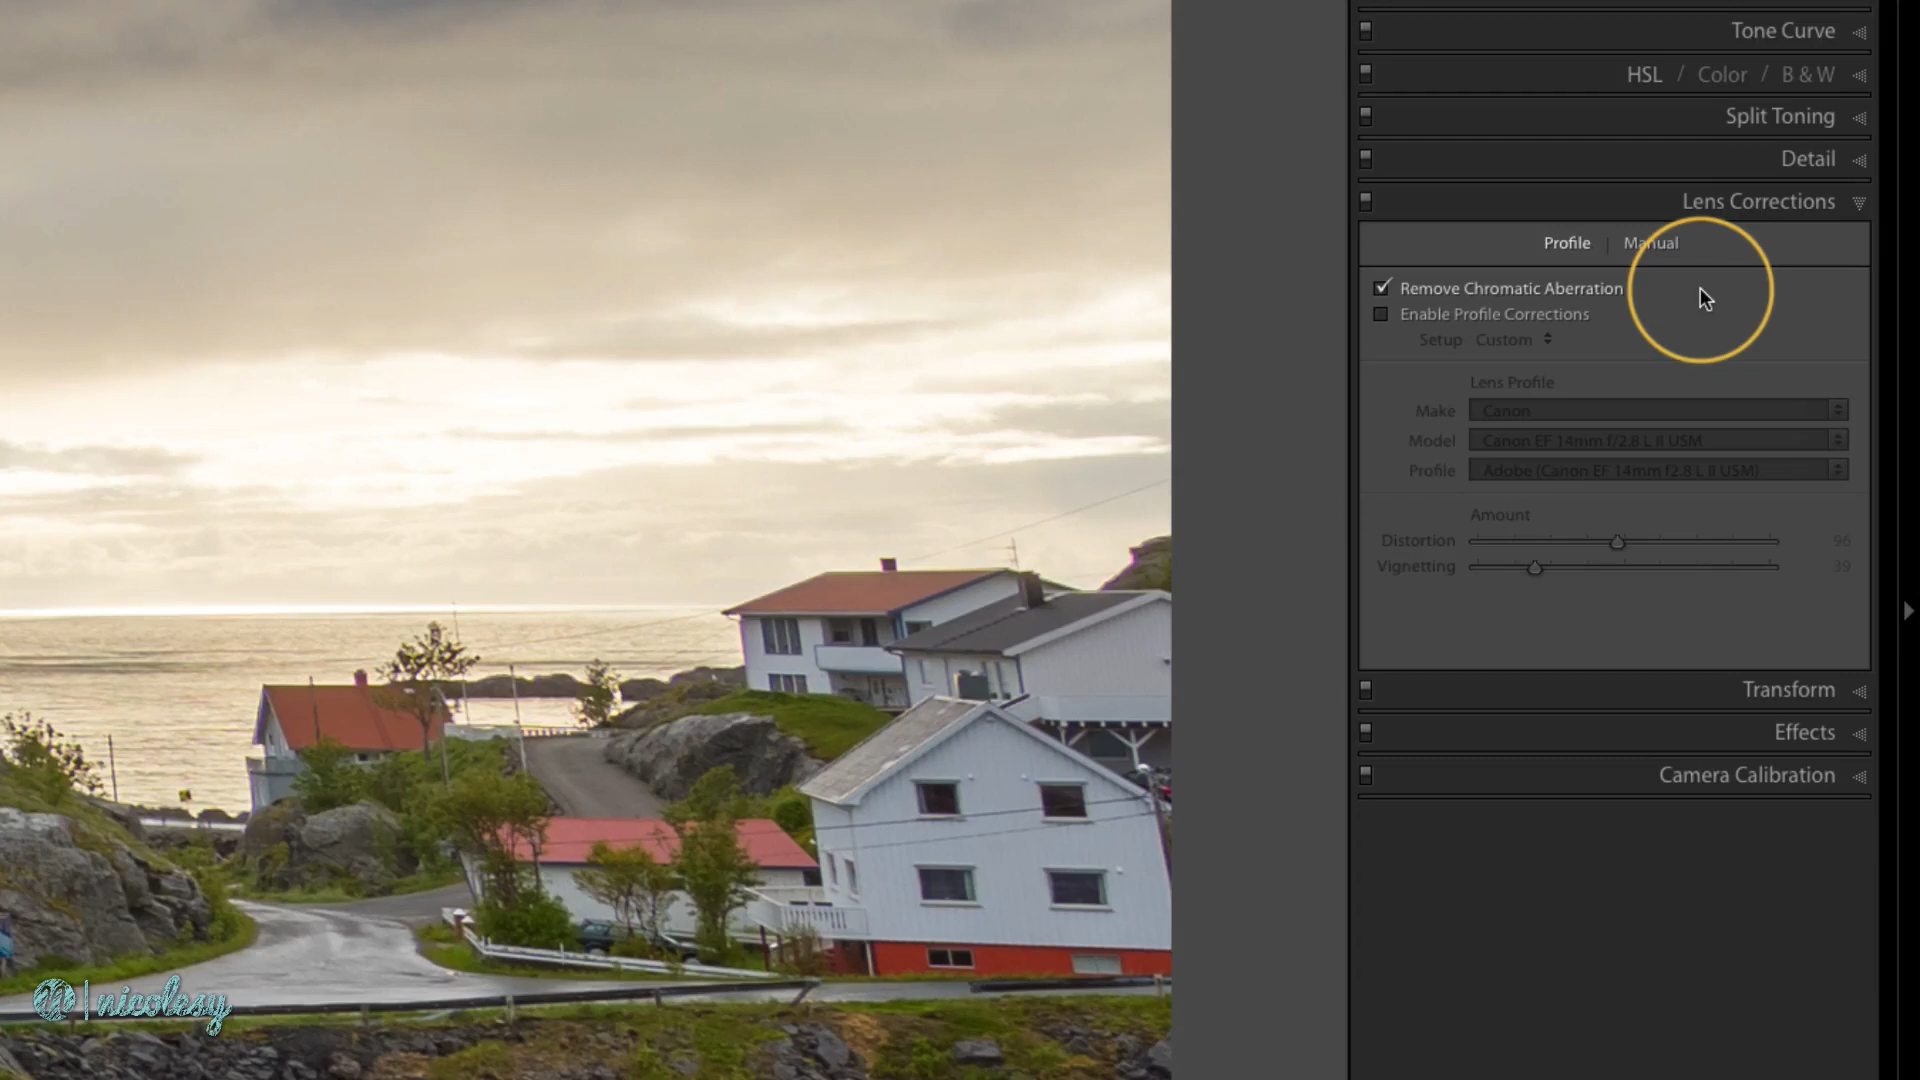 Tone Curve
HSL / Color / B & W
Split Toning
Detail
Lens Corrections
Profile | Manual
Remove Chromatic Aberration
Enable Profile Corrections
Setup Custom
Lens Profile
Make Canon
Model Canon EF 14mm f/2.8 L II USM
Profile Adobe (Canon EF 14mm f2.8 L II USM)
Amount
Distortion 96
Vignetting 39
Transform
Effects
Camera Calibration
nicolesy